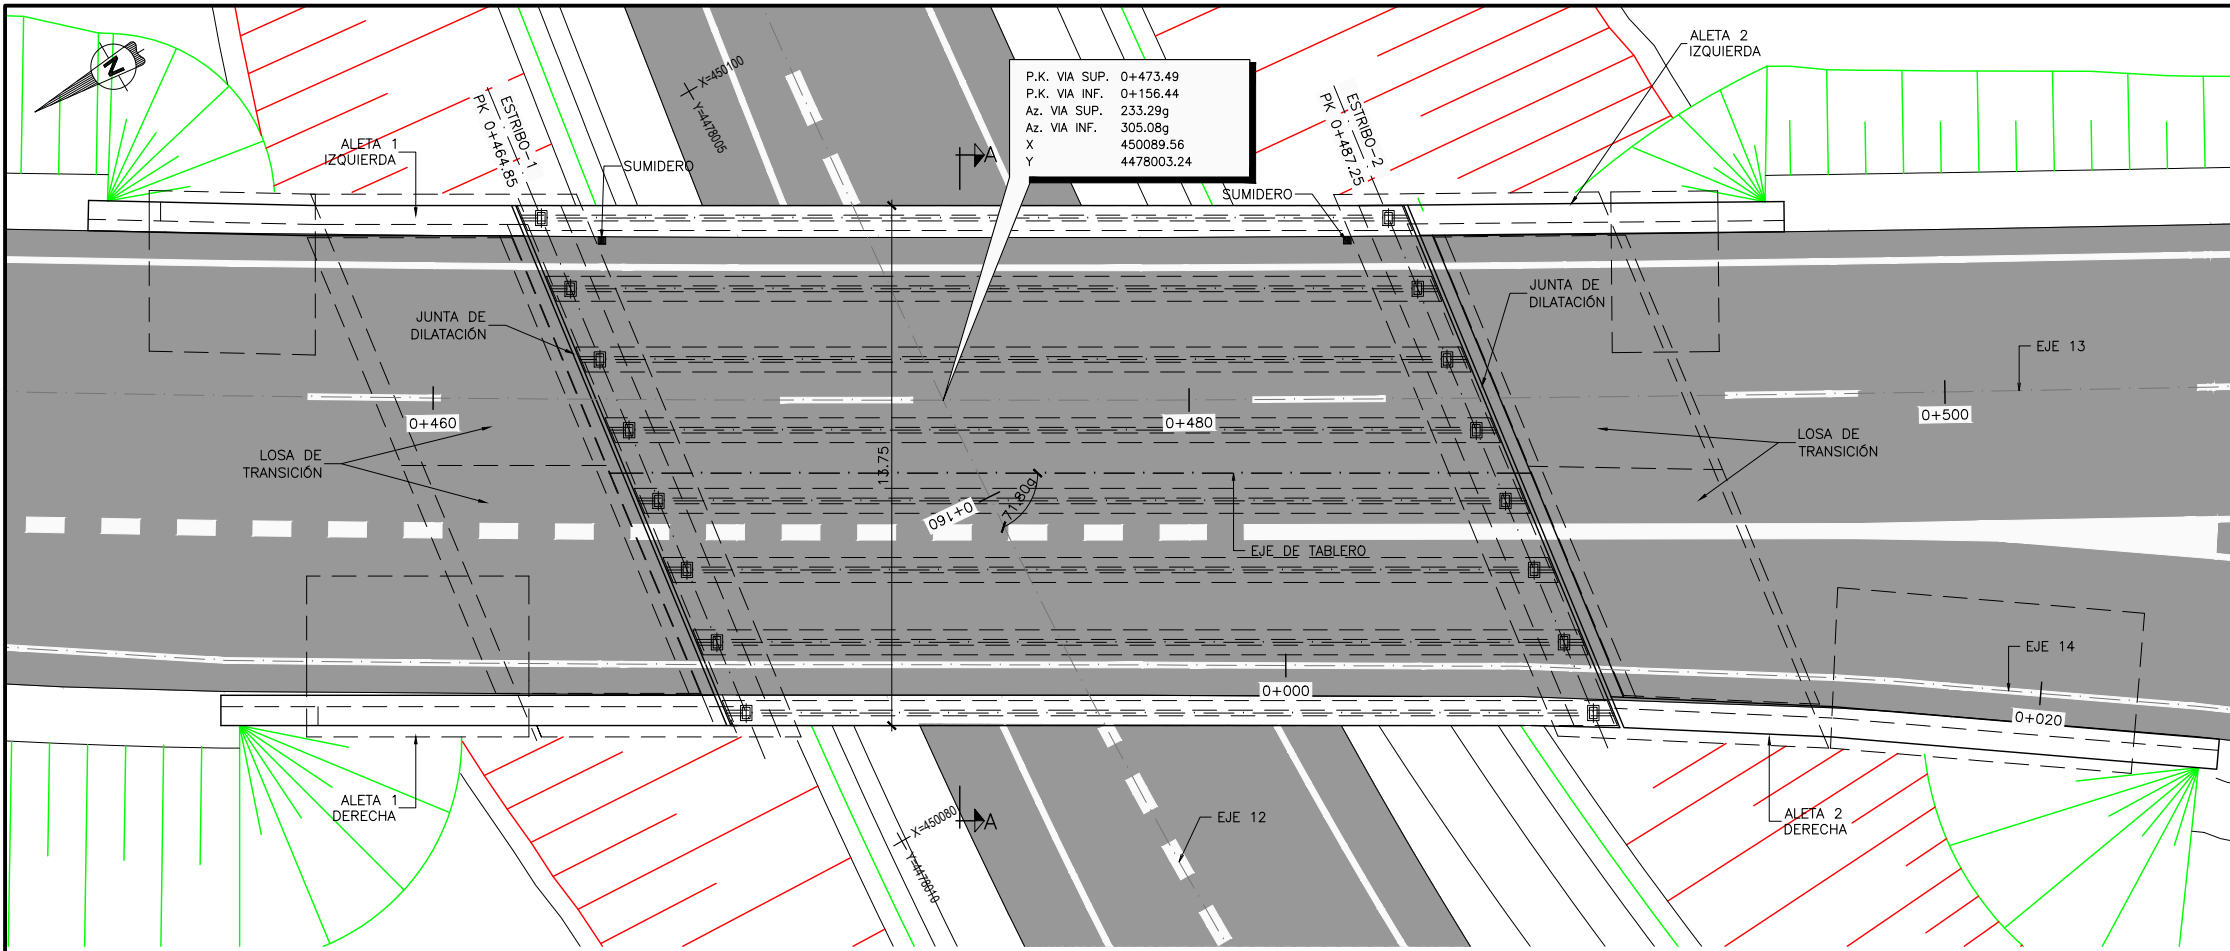 N
ALETA 1
IZQUIERDA
ESTRIBO-1
PK 0+464.85
SUMIDERO
X=450100
Y=4478005
A
P.K. VIA SUP. 0+473.49
P.K. VIA INF. 0+156.44
Az. VIA SUP. 233.29g
Az. VIA INF. 305.08g
X 450089.56
Y 4478003.24
SUMIDERO
ESTRIBO-2
PK 0+487.25
ALETA 2
IZQUIERDA
JUNTA DE
DILATACIÓN
JUNTA DE
DILATACIÓN
EJE 13
0+460
0+480
0+500
LOSA DE
TRANSICIÓN
13.75
71.80g
0+160
LOSA DE
TRANSICIÓN
EJE DE TABLERO
EJE 14
0+000
0+020
ALETA 1
DERECHA
X=450080
Y=4478010
A
EJE 12
ALETA 2
DERECHA